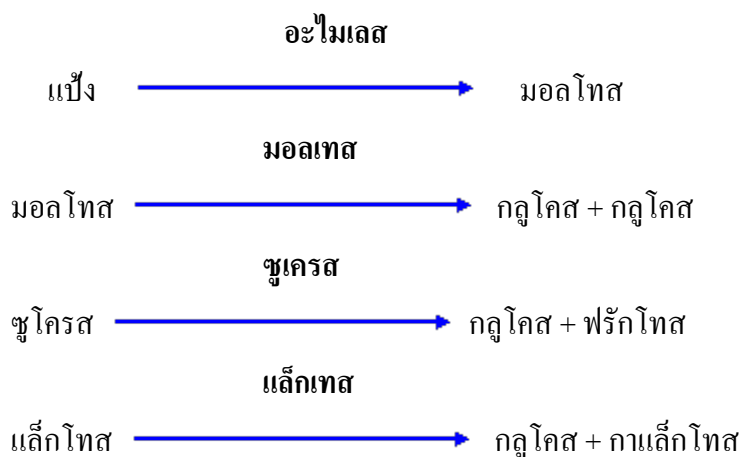 อะไมเลส
แป้ง มอลโทส
มอลเทส
มอลโทส กลูโคส + กลูโคส
ซูเครส
ซูโครส กลูโคส + ฟรักโทส
แล็กเทส
แล็กโทส กลูโคส + กาแล็กโทส